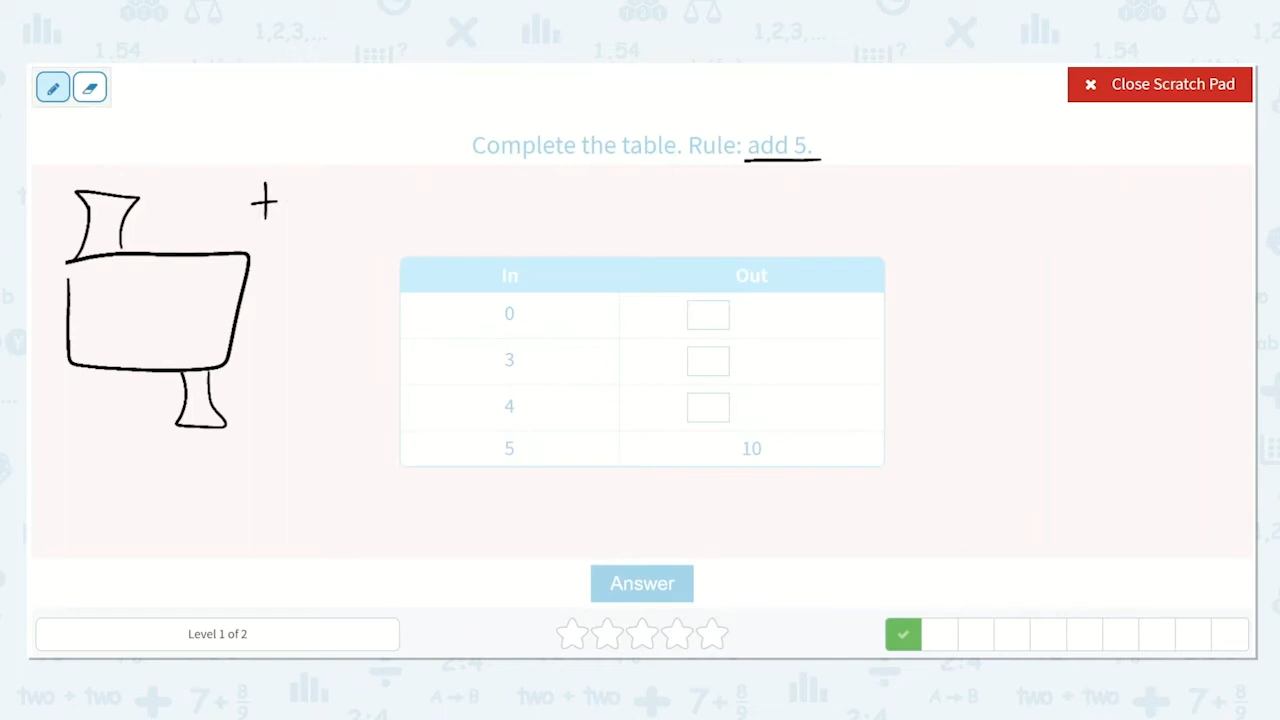 Close Scratch Pad
Complete the table. Rule: add 5.
+
In Out
0
3
4
5 10
Answer
Level 1 of 2